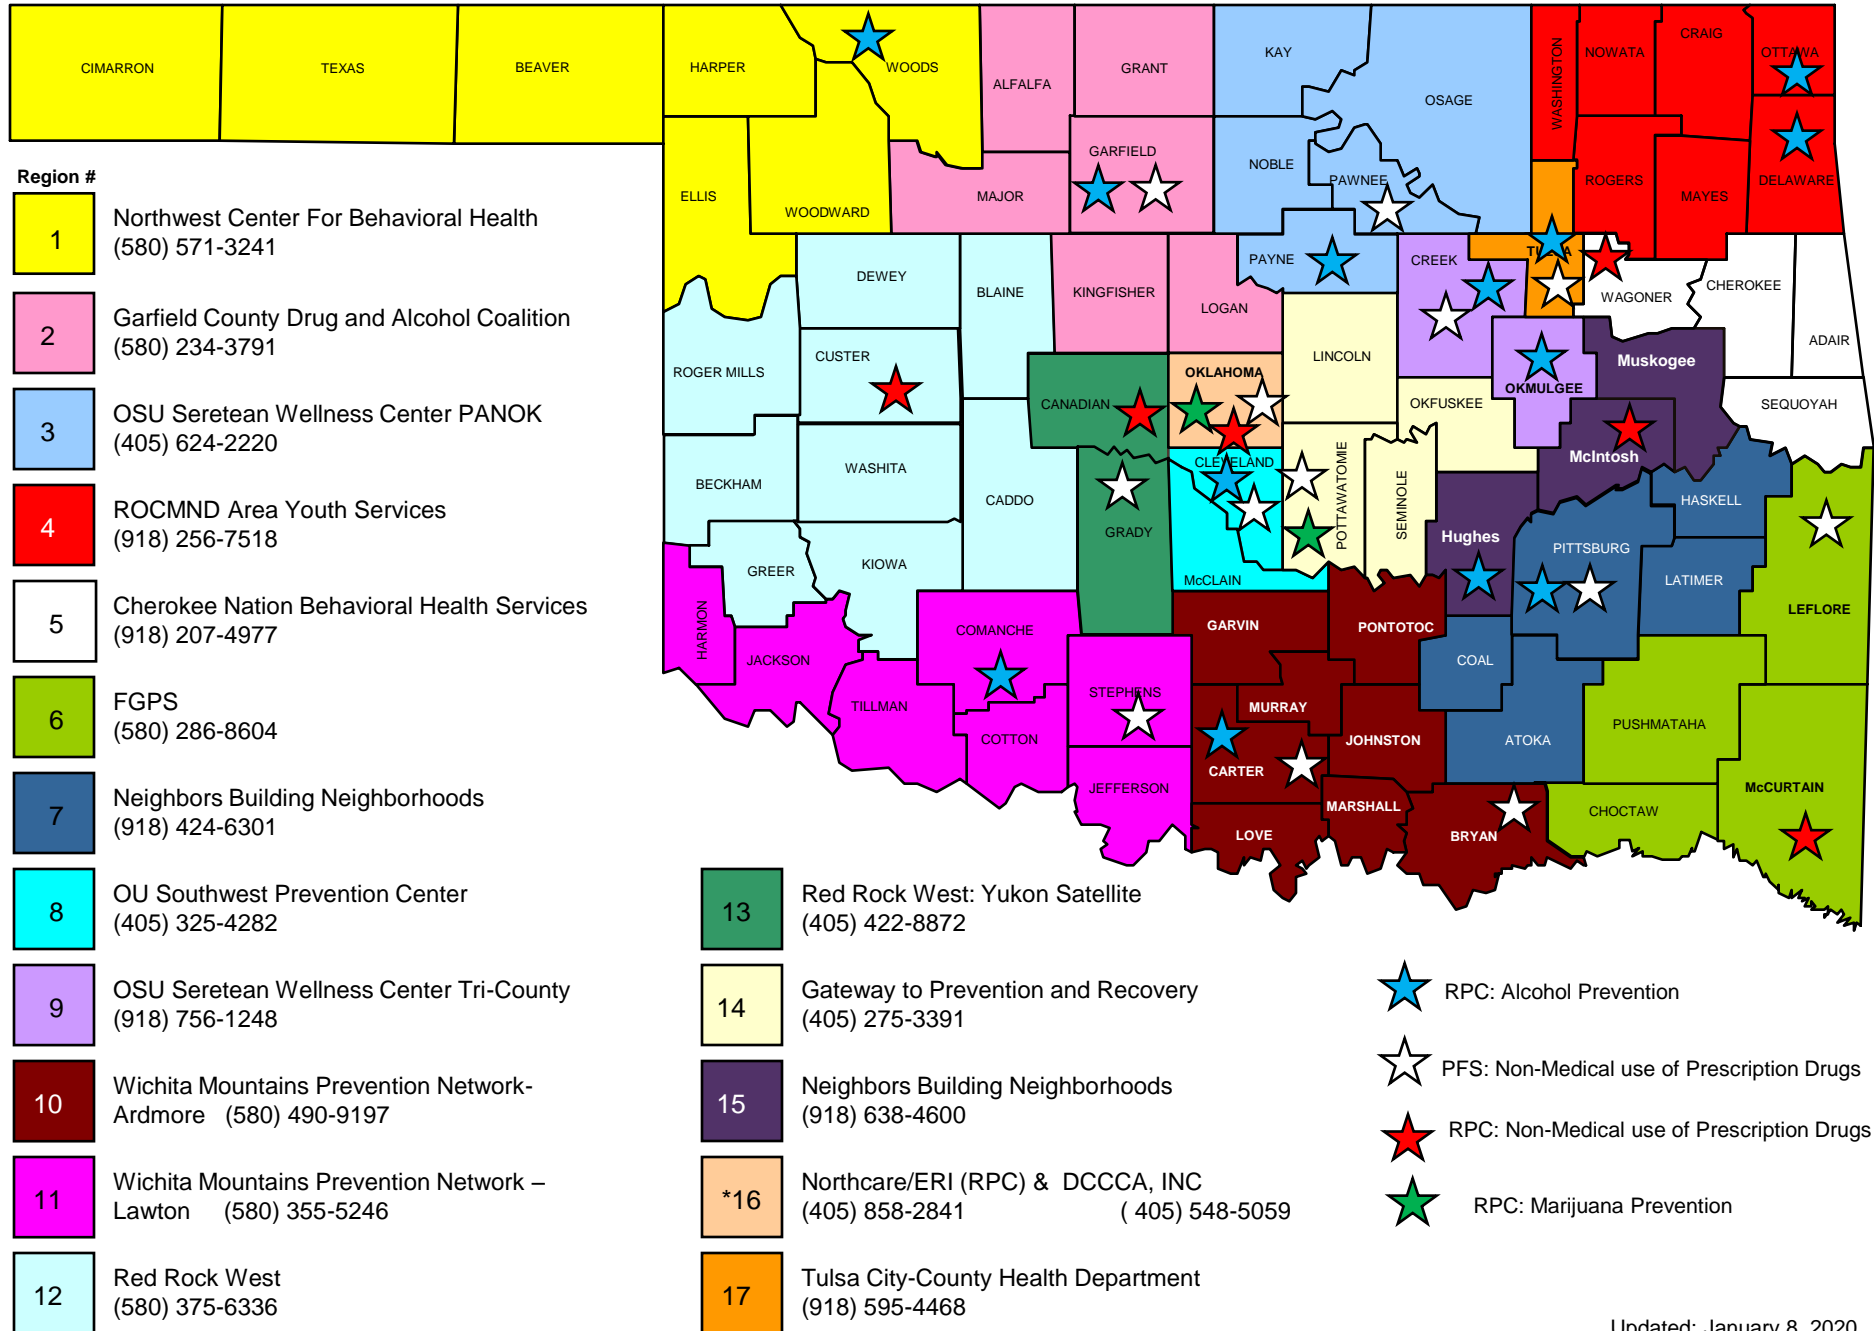 CIMARRON
TEXAS
BEAVER
HARPER
WOODS
ALFALFA
GRANT
KAY
OSAGE
WASHINGTON
NOWATA
CRAIG
OTTAWA
ELLIS
WOODWARD
MAJOR
GARFIELD
NOBLE
PAWNEE
ROGERS
MAYES
DELAWARE
DEWEY
BLAINE
KINGFISHER
LOGAN
PAYNE
CREEK
TULSA
WAGONER
CHEROKEE
ADAIR
ROGER MILLS
CUSTER
CANADIAN
OKLAHOMA
LINCOLN
OKFUSKEE
OKMULGEE
Muskogee
McIntosh
SEQUOYAH
BECKHAM
WASHITA
CADDO
GRADY
CLEVELAND
McCLAIN
POTTAWATOMIE
SEMINOLE
Hughes
PITTSBURG
HASKELL
LATIMER
LEFLORE
HARMON
GREER
KIOWA
JACKSON
TILLMAN
COMANCHE
COTTON
STEPHENS
JEFFERSON
GARVIN
PONTOTOC
MURRAY
CARTER
JOHNSTON
LOVE
MARSHALL
BRYAN
COAL
ATOKA
PUSHMATAHA
CHOCTAW
McCURTAIN
Region #
1
Northwest Center For Behavioral Health
(580) 571-3241
2
Garfield County Drug and Alcohol Coalition
(580) 234-3791
3
OSU Seretean Wellness Center PANOK
(405) 624-2220
4
ROCMND Area Youth Services
(918) 256-7518
5
Cherokee Nation Behavioral Health Services
(918) 207-4977
6
FGPS
(580) 286-8604
7
Neighbors Building Neighborhoods
(918) 424-6301
8
OU Southwest Prevention Center
(405) 325-4282
9
OSU Seretean Wellness Center Tri-County
(918) 756-1248
10
Wichita Mountains Prevention Network-
Ardmore (580) 490-9197
11
Wichita Mountains Prevention Network –
Lawton (580) 355-5246
12
Red Rock West
(580) 375-6336
13
Red Rock West: Yukon Satellite
(405) 422-8872
14
Gateway to Prevention and Recovery
(405) 275-3391
15
Neighbors Building Neighborhoods
(918) 638-4600
*16
Northcare/ERI (RPC) & DCCCA, INC
(405) 858-2841 ( 405) 548-5059
17
Tulsa City-County Health Department
(918) 595-4468
RPC: Alcohol Prevention
PFS: Non-Medical use of Prescription Drugs
RPC: Non-Medical use of Prescription Drugs
RPC: Marijuana Prevention
Updated: January 8, 2020